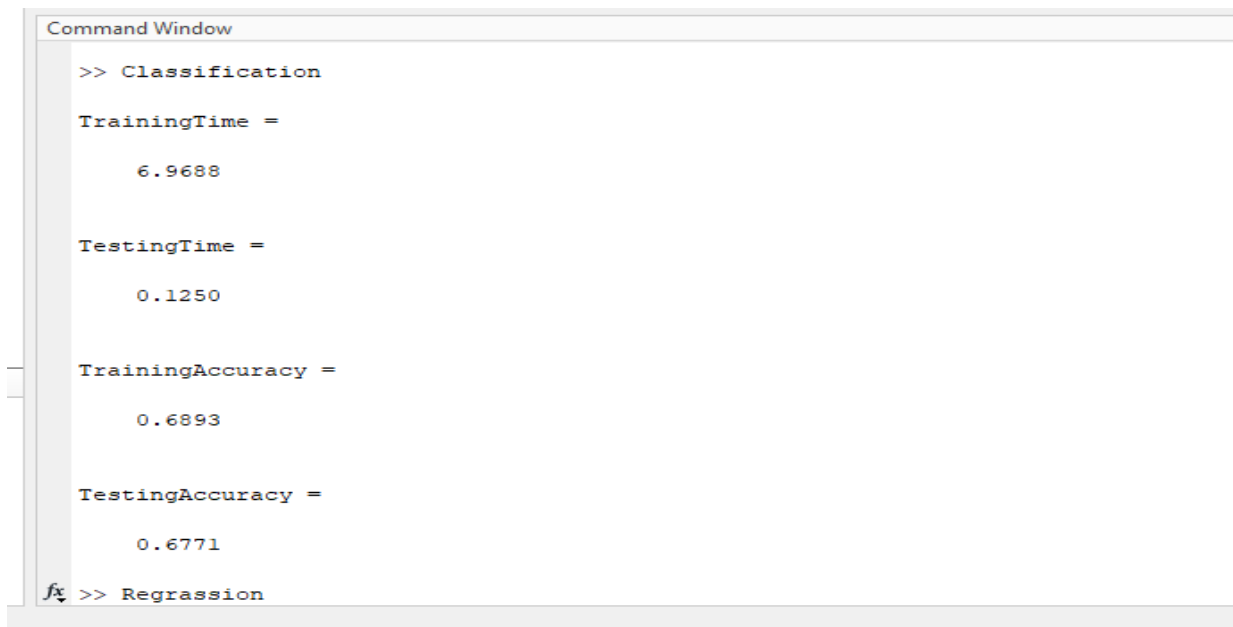 Command Window
>> Classification
TrainingTime =
6.9688
TestingTime =
0.1250
TrainingAccuracy =
0.6893
TestingAccuracy =
0.6771
fx >> Regrassion